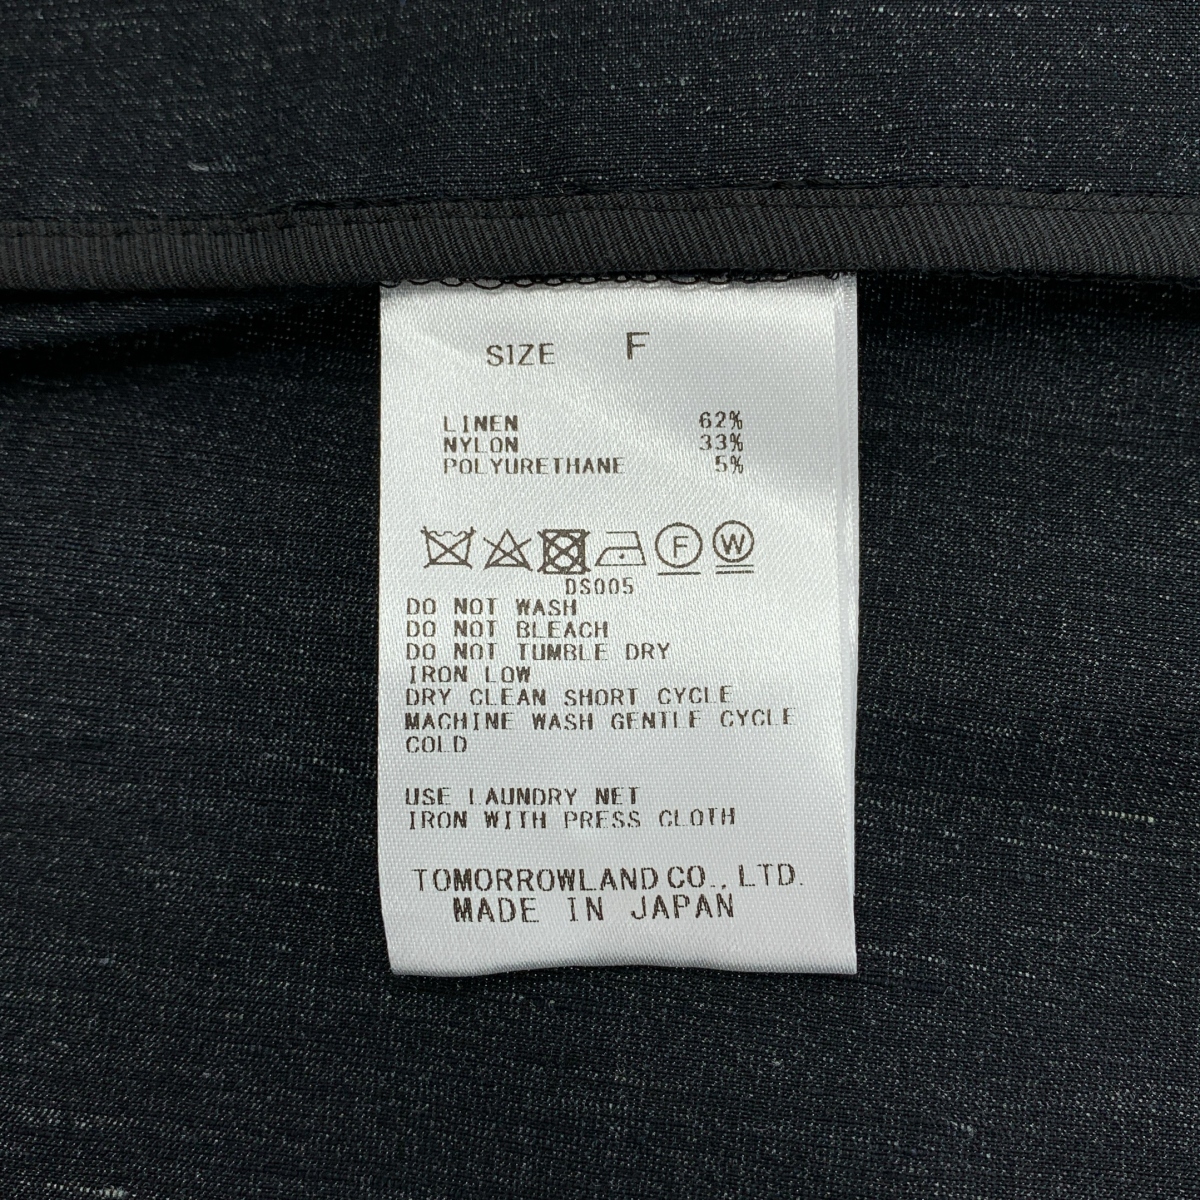 SIZE F
LINEN 62%
NYLON 33%
POLYURETHANE 5%
F W
DS005
DO NOT WASH
DO NOT BLEACH
DO NOT TUMBLE DRY
IRON LOW
DRY CLEAN SHORT CYCLE
MACHINE WASH GENTLE CYCLE
COLD
USE LAUNDRY NET
IRON WITH PRESS CLOTH
TOMORROWLAND CO., LTD.
MADE IN JAPAN